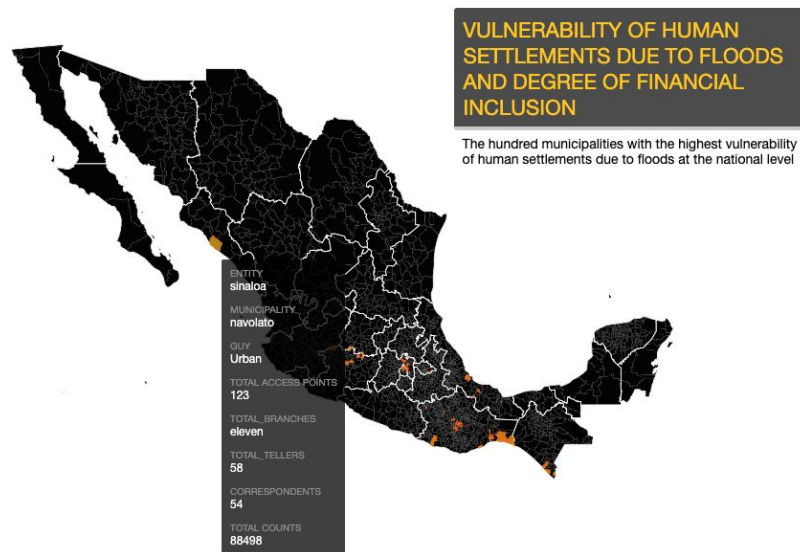 VULNERABILITY OF HUMAN
SETTLEMENTS DUE TO FLOODS
AND DEGREE OF FINANCIAL
INCLUSION
The hundred municipalities with the highest vulnerability
of human settlements due to floods at the national level
ENTITY
sinaloa
MUNICIPALITY
navolato
GUY
Urban
TOTAL ACCESS POINTS
123
TOTAL_BRANCHES
eleven
TOTAL_TELLERS
58
CORRESPONDENTS
54
TOTAL COUNTS
88498